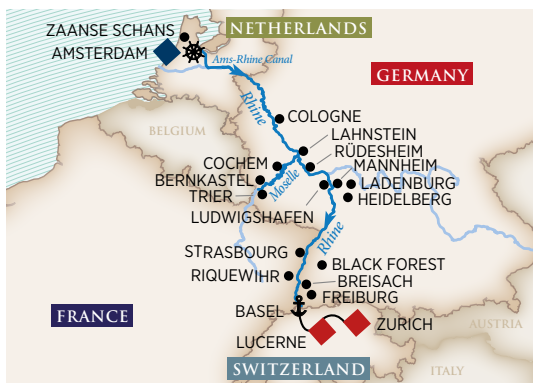 ZAANSE SCHANS
NETHERLANDS
AMSTERDAM
Ams-Rhine Canal
GERMANY
Rhine
COLOGNE
BELGIUM
LAHNSTEIN
RÜDESHEIM
COCHEM
MANNHEIM
BERNKASTEL
Moselle
LADENBURG
TRIER
HEIDELBERG
LUDWIGSHAFEN
Rhine
STRASBOURG
BLACK FOREST
RIQUEWIHR
BREISACH
FREIBURG
BASEL
FRANCE
ZURICH
AUSTRIA
LUCERNE
SWITZERLAND
ITALY